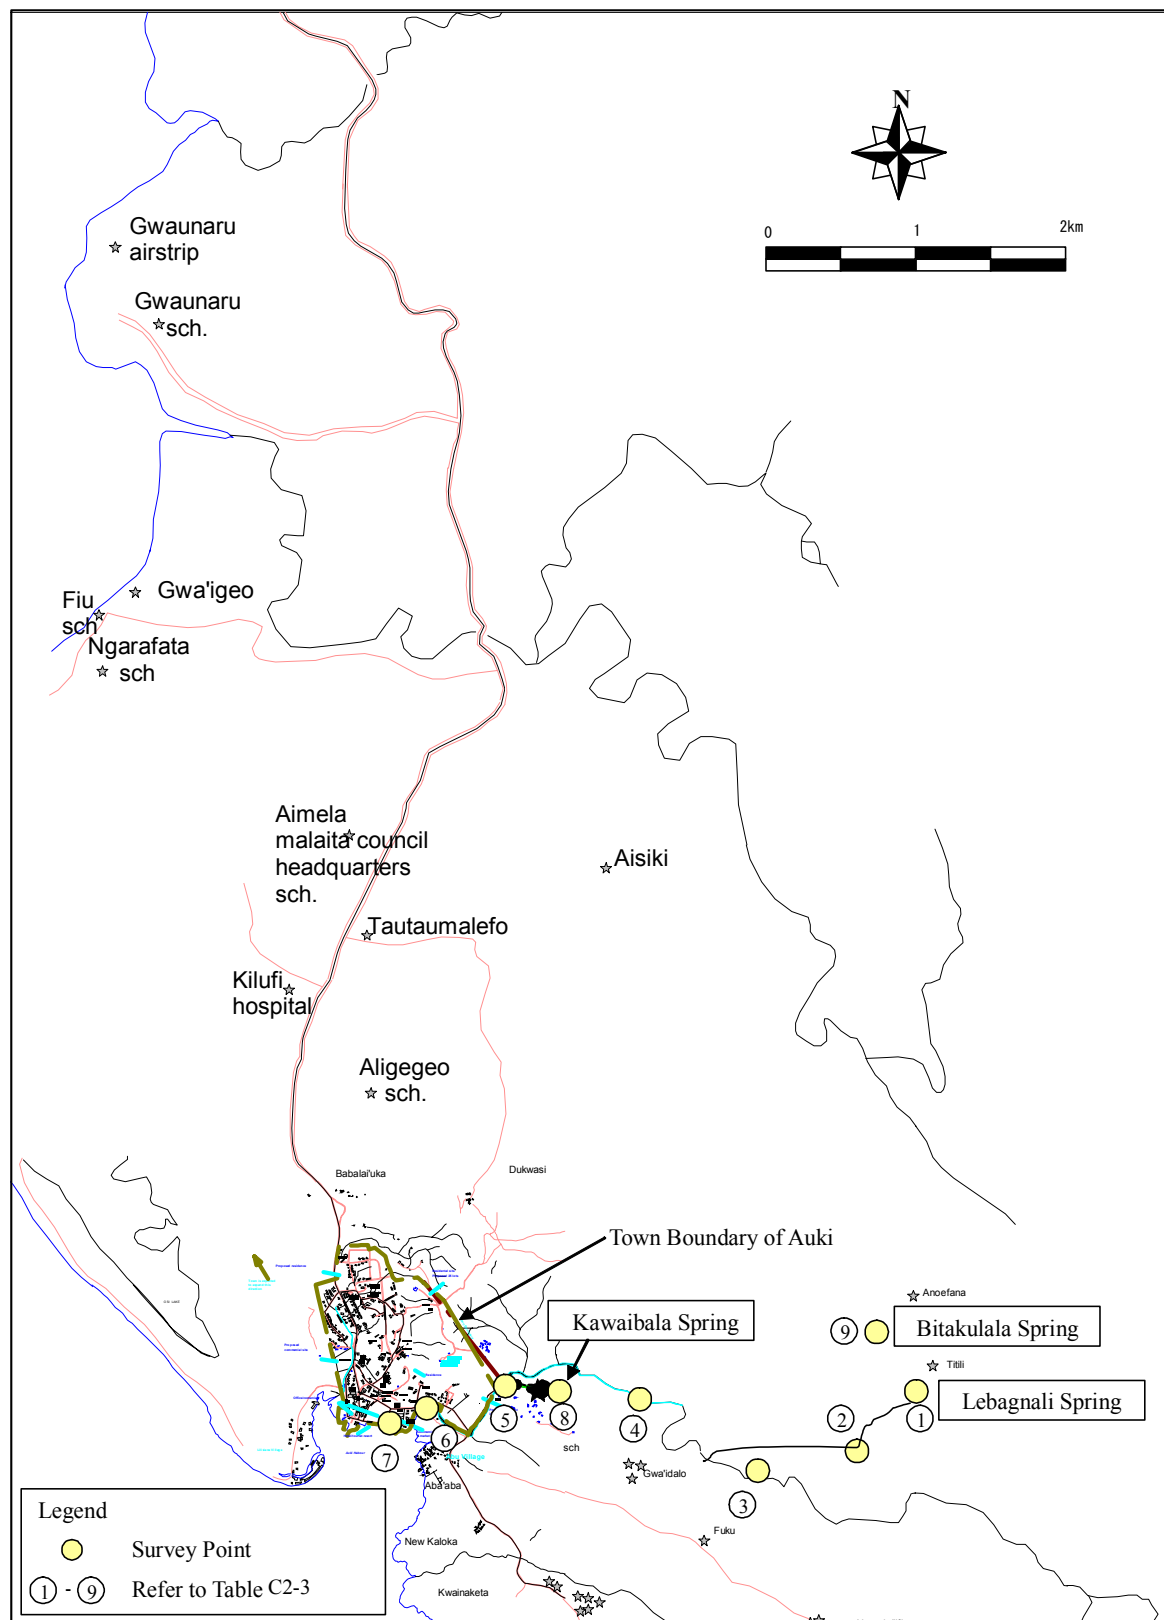 N
0 1 2km
Gwaunaru
airstrip
Gwaunaru
sch.
Gwa'igeo
Fiu
sch
Ngarafata
sch
Aimela
malaita council
headquarters
sch.
Aisiki
Tautaumalefo
Kilufi
hospital
Aligegeo
sch.
Babalai'uka
Dukwasi
Town Boundary of Auki
Anoefana
Kawaibala Spring
9
Bitakulala Spring
Titili
Lebagnali Spring
1
2
3
4
5
6
7
8
sch
Gwa'idalo
Aba'aba
Fuku
New Kaloka
Kwainaketa
Legend
Survey Point
1 - 9 Refer to Table C2-3